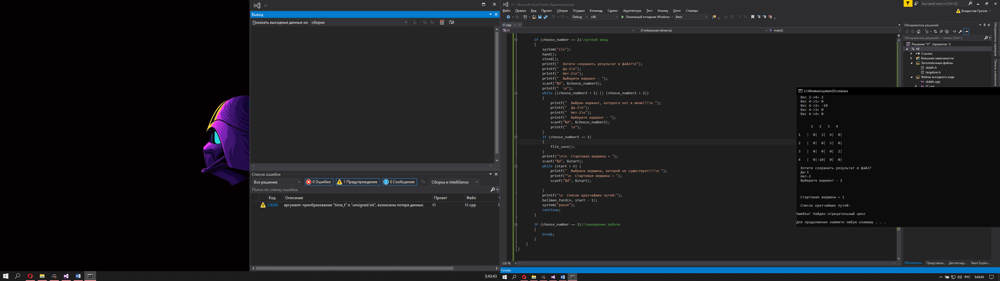 t1
Вывод
Показать выходные данные из: сборки
Список ошибок
Все решение 0 Ошибки 1 Предупреждение 0 Сообщения Сборка и IntelliSense
Поиск по списку ошибок
Код Описание Проект Файл
C4244 аргумент: преобразование "time_t" в "unsigned int", возможна потеря данных t1 t1.cpp 1
5:43:43
t1 - Microsoft Visual Studio (Администратор)
Быстрый запуск (Ctrl+Q)
Файл Правка Вид Проект Сборка Отладка Команда Сервис Архитектура Тест Анализ Окно Справка
Владислав Грозов
Debug x86 Локальный отладчик Windows Авто
t1.cpp
t1 (Глобальная область) main()
if (choose_number == 2)//ручной ввод
{
system("cls");
hand();
vivod();
printf("  Хотите сохранить результат в файл?\n");
printf("  Да-1\n");
printf("  Нет-2\n");
printf("  Выберите вариант - ");
scanf("%d", &choose_number2);
printf("  \n");
while ((choose_number2 < 1) || (choose_number2 > 2))
{
printf("  Выбран вариант, которого нет в меню!!!\n ");
printf("  Да-1\n");
printf("  Нет-2\n");
printf("  Выберите вариант - ");
scanf("%d", &choose_number2);
printf("  \n");
}
if (choose_number2 == 1)
{
file_save();
}
printf("\n\n  Стартовая вершина = ");
scanf("%d", &start);
while (start > n) {
printf("  Выбрана вершина, которой не существует!!!\n ");
printf("\n  Стартовая вершина = ");
scanf("%d", &start);
}
printf("\n  Список кратчайших путей:");
bellman_ford(n, start - 1);
system("pause");
continue;
}
if (choose_number == 3)//завершение работы
{
break;
}
}
}
110 %
Готово
Обозреватель решений
Обозреватель решений — поиск (Ctrl+;)
Решение "t1" (проектов: 1)
t1
Ссылки
Внешние зависимости
Заголовочные файлы
stdafx.h
targetver.h
Файлы исходного кода
stdafx.cpp
t1.cpp
Обозреватель серверов
Панель элементов
C:\Windows\system32\cmd.exe
Вес 3->4= 2
Вес 4->1= 0
Вес 4->2= -10
Вес 4->3= 0
Вес 4->4= 0
1 2 3 4
1 | 0| 3| 6| 0|
2 | 0| 0| 5| 0|
3 | 0| 0| 0| 2|
4 | 0|-10| 0| 0|
Хотите сохранить результат в файл?
Да-1
Нет-2
Выберите вариант - 2
Стартовая вершина = 1
Список кратчайших путей:
Ошибка! Найден отрицательный цикл
Для продолжения нажмите любую клавишу . . .
Обозревате... Представле... Диспетчер... Team Explor...
РУС 5:43:43